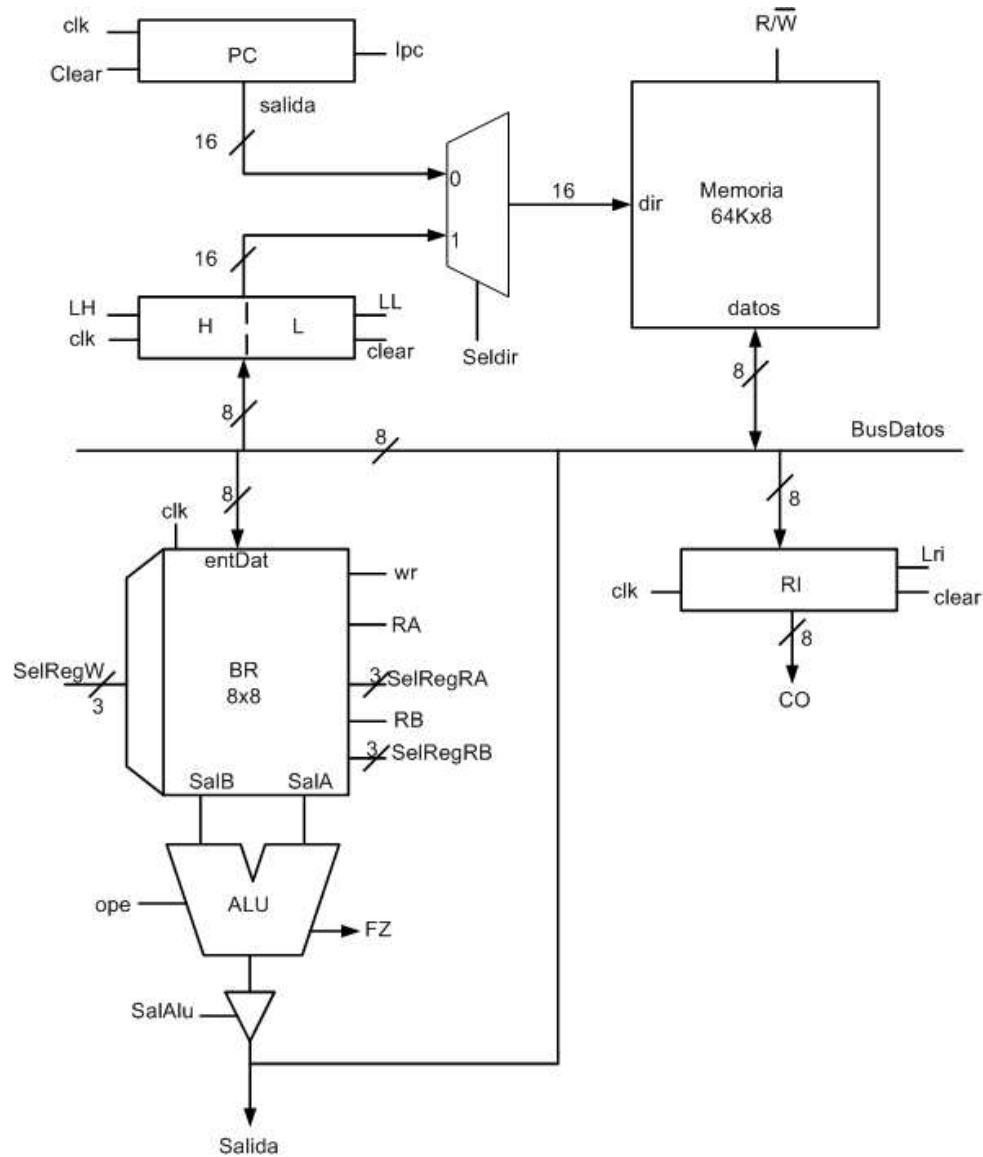 clk
Clear
PC
Ipc
salida
16
R/W
0
1
16
dir
Memoria
64Kx8
datos
16
LH
clk
H
L
LL
clear
Seldir
8
8
8
BusDatos
8
clk
entDat
8
wr
RA
SelRegW
3
BR
8x8
3
SelRegRA
RB
3
SelRegRB
SalB
SalA
clk
RI
Lri
clear
8
CO
ope
ALU
FZ
SalAlu
Salida